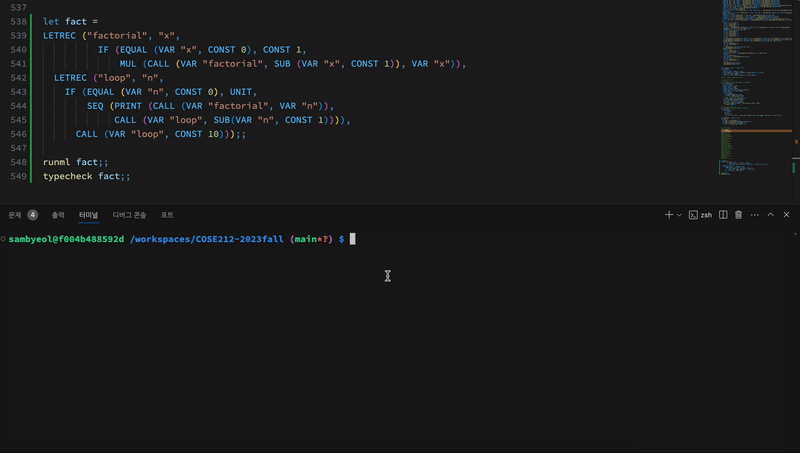 537
538 let fact =
539 LETREC ("factorial", "x",
540 IF (EQUAL (VAR "x", CONST 0), CONST 1,
541 MUL (CALL (VAR "factorial", SUB (VAR "x", CONST 1)), VAR "x")),
542 LETREC ("loop", "n",
543 IF (EQUAL (VAR "n", CONST 0), UNIT,
544 SEQ (PRINT (CALL (VAR "factorial", VAR "n")),
545 CALL (VAR "loop", SUB(VAR "n", CONST 1)))),
546 CALL (VAR "loop", CONST 10)));;
547
548 runml fact;;
549 typecheck fact;;
문제 4 출력 터미널 디버그 콘솔 포트 zsh
sambyeol@f004b488592d /workspaces/COSE212-2023fall (main*?) $